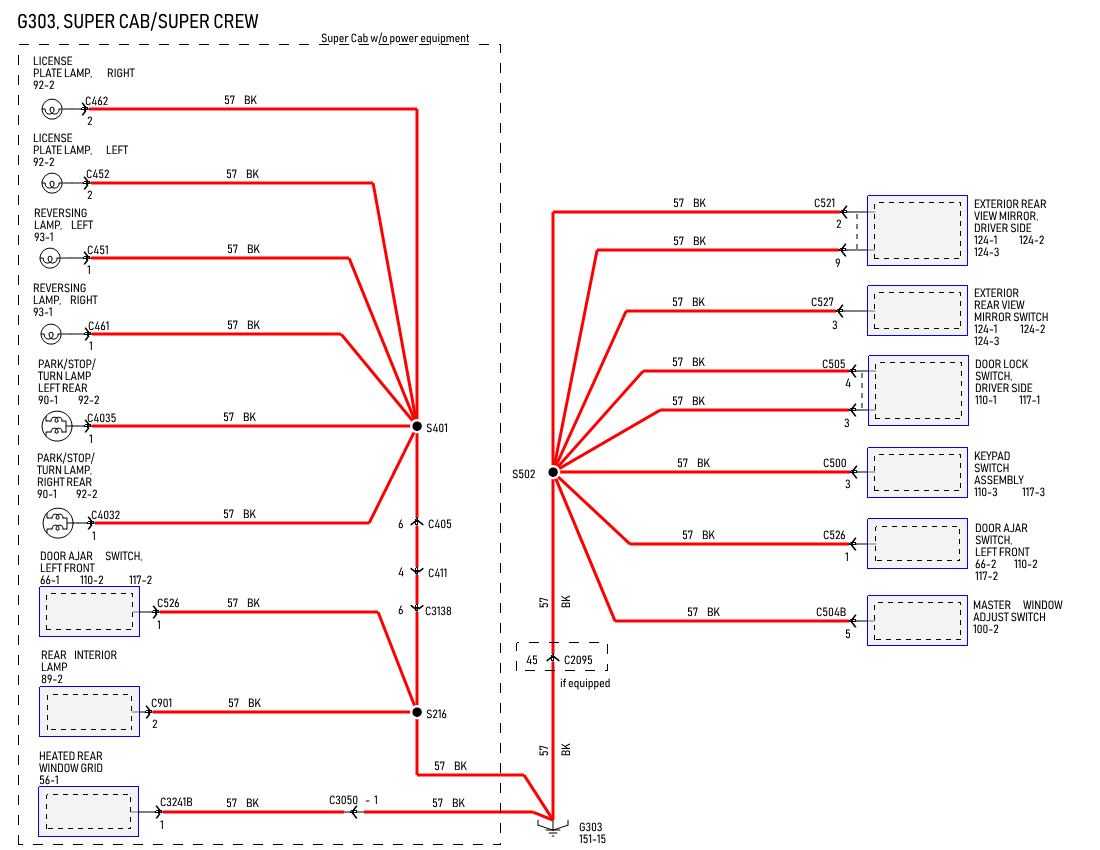 G303, SUPER CAB/SUPER CREW
Super Cab w/o power equipment
LICENSE
PLATE LAMP, RIGHT
92-2
C462
2
57 BK
LICENSE
PLATE LAMP, LEFT
92-2
C452
2
57 BK
REVERSING
LAMP, LEFT
93-1
C451
1
57 BK
REVERSING
LAMP, RIGHT
93-1
C461
1
57 BK
PARK/STOP/
TURN LAMP
LEFT REAR
90-1 92-2
C4035
1
57 BK
S401
PARK/STOP/
TURN LAMP,
RIGHT REAR
90-1 92-2
C4032
1
57 BK
6 C405
4 C411
6 C3138
DOOR AJAR SWITCH,
LEFT FRONT
66-1 110-2 117-2
C526
1
57 BK
REAR INTERIOR
LAMP
89-2
C901
2
57 BK
S216
57 BK
HEATED REAR
WINDOW GRID
56-1
C3241B
1
57 BK
C3050 - 1
57 BK
57 BK
C521
2
57 BK
9
EXTERIOR REAR
VIEW MIRROR,
DRIVER SIDE
124-1 124-2
124-3
57 BK
C527
3
EXTERIOR
REAR VIEW
MIRROR SWITCH
124-1 124-2
124-3
57 BK
C505
4
57 BK
3
DOOR LOCK
SWITCH,
DRIVER SIDE
110-1 117-1
S502
57 BK
C500
3
KEYPAD
SWITCH
ASSEMBLY
110-3 117-3
57 BK
C526
1
DOOR AJAR
SWITCH,
LEFT FRONT
66-2 110-2
117-2
57 BK
C504B
5
MASTER WINDOW
ADJUST SWITCH
100-2
57 BK
45 C2095
if equipped
57 BK
G303
151-15